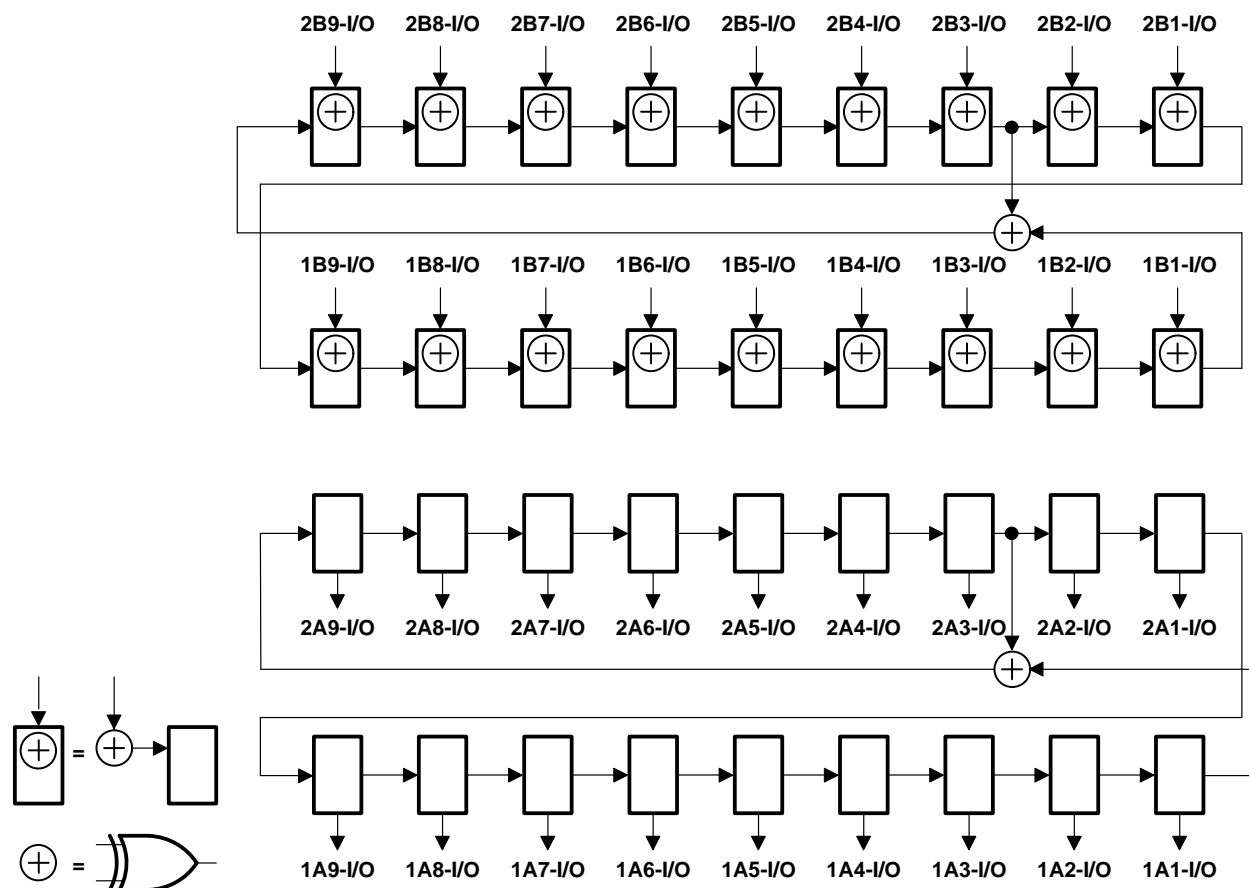 2B9-I/O 2B8-I/O 2B7-I/O 2B6-I/O 2B5-I/O 2B4-I/O 2B3-I/O 2B2-I/O 2B1-I/O
1B9-I/O 1B8-I/O 1B7-I/O 1B6-I/O 1B5-I/O 1B4-I/O 1B3-I/O 1B2-I/O 1B1-I/O
2A9-I/O 2A8-I/O 2A7-I/O 2A6-I/O 2A5-I/O 2A4-I/O 2A3-I/O 2A2-I/O 2A1-I/O
=
=
1A9-I/O 1A8-I/O 1A7-I/O 1A6-I/O 1A5-I/O 1A4-I/O 1A3-I/O 1A2-I/O 1A1-I/O